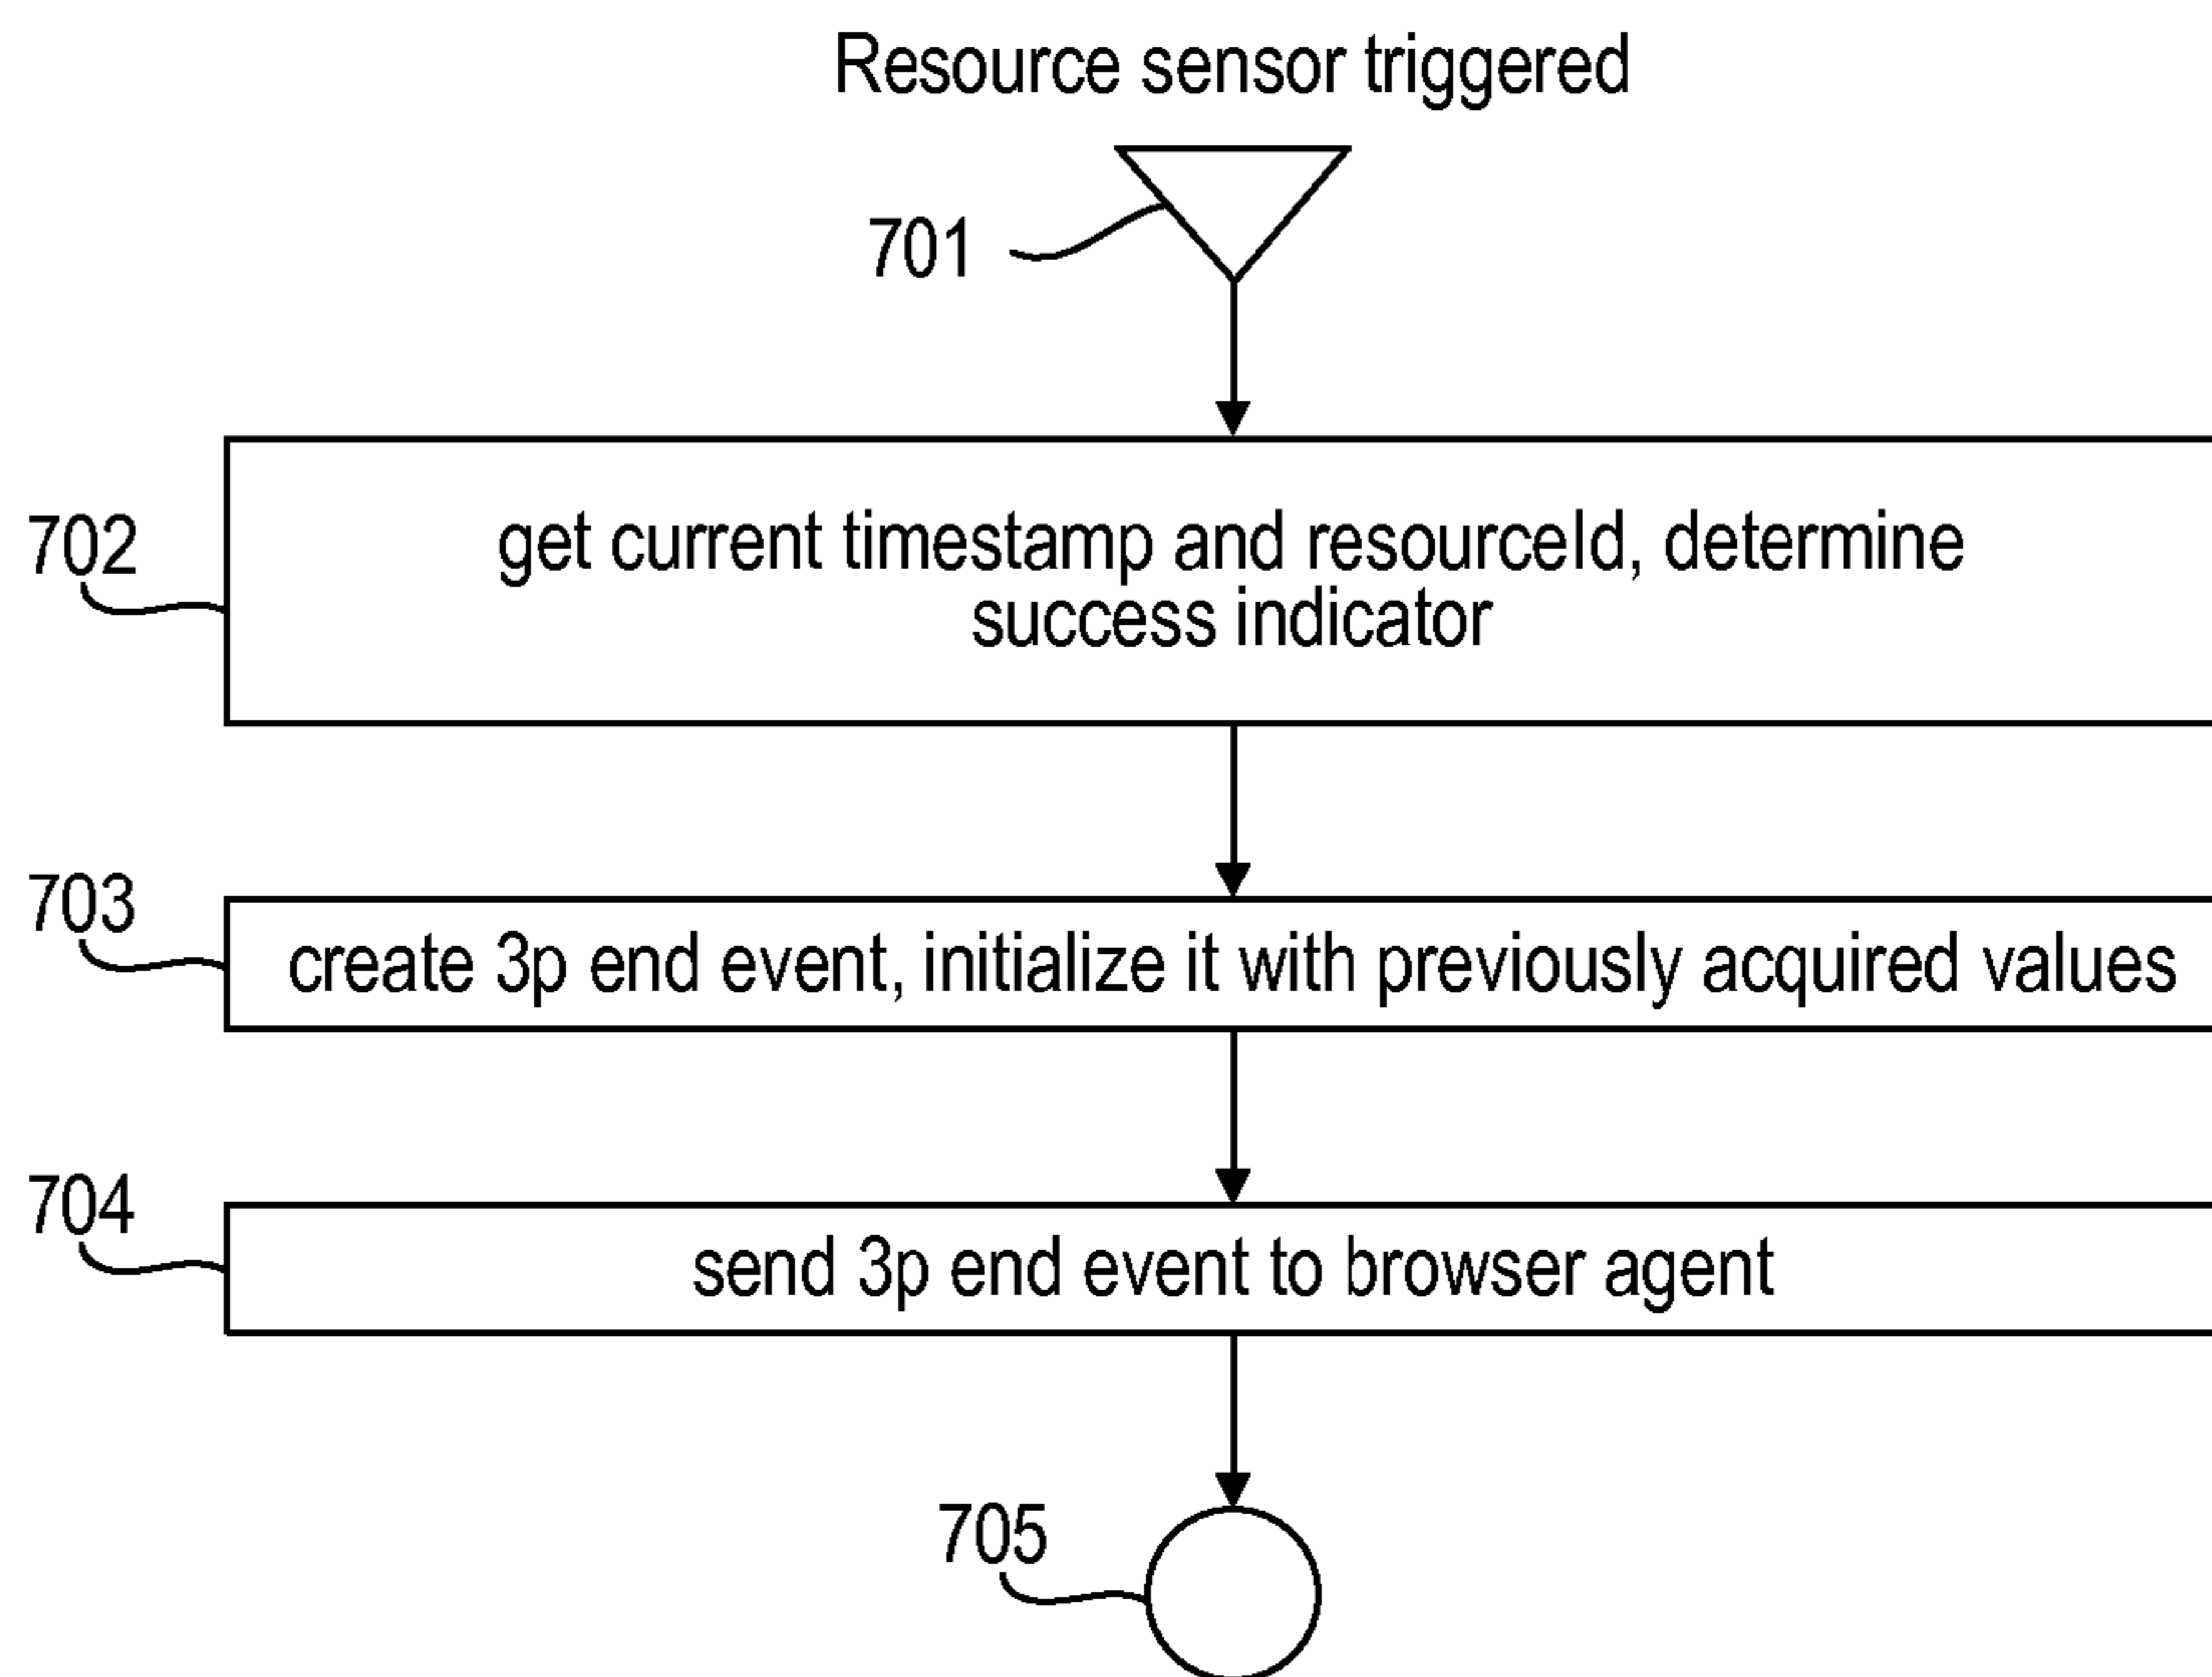 Resource sensor triggered
701
702
get current timestamp and resourceId, determine
success indicator
703
create 3p end event, initialize it with previously acquired values
704
send 3p end event to browser agent
705